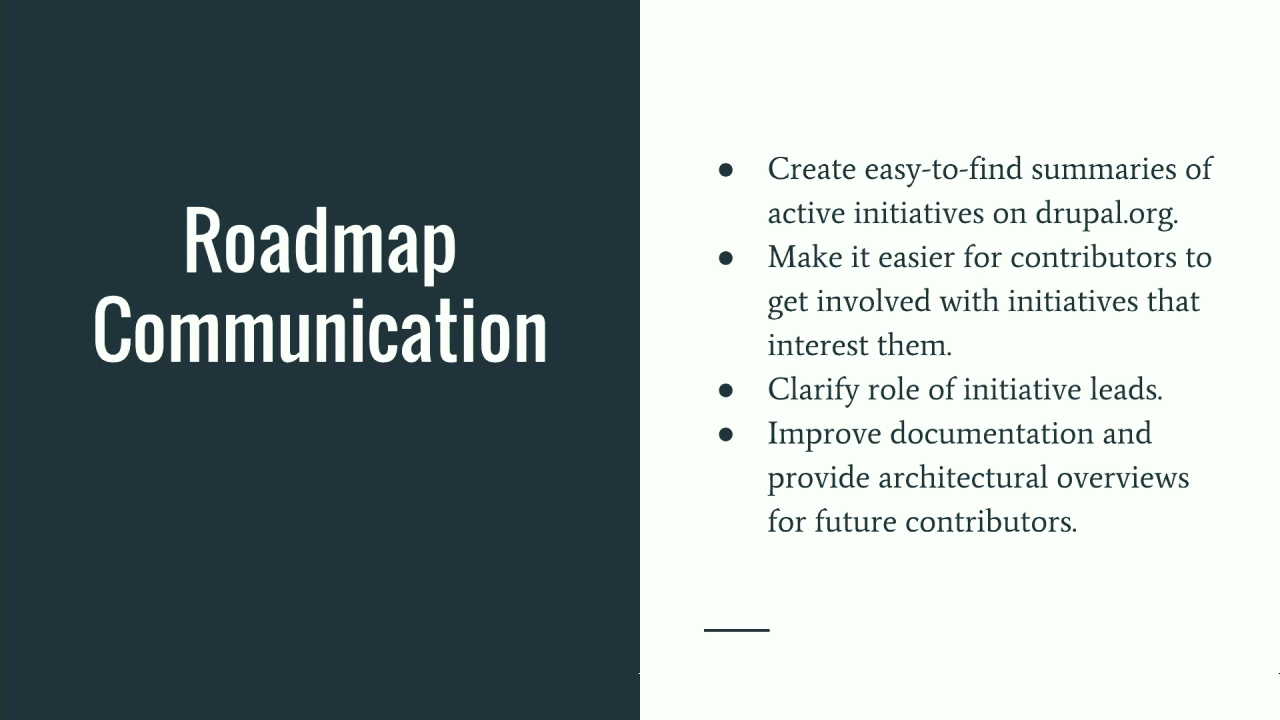 Roadmap
Communication
● Create easy-to-find summaries of
active initiatives on drupal.org.
● Make it easier for contributors to
get involved with initiatives that
interest them.
● Clarify role of initiative leads.
● Improve documentation and
provide architectural overviews
for future contributors.